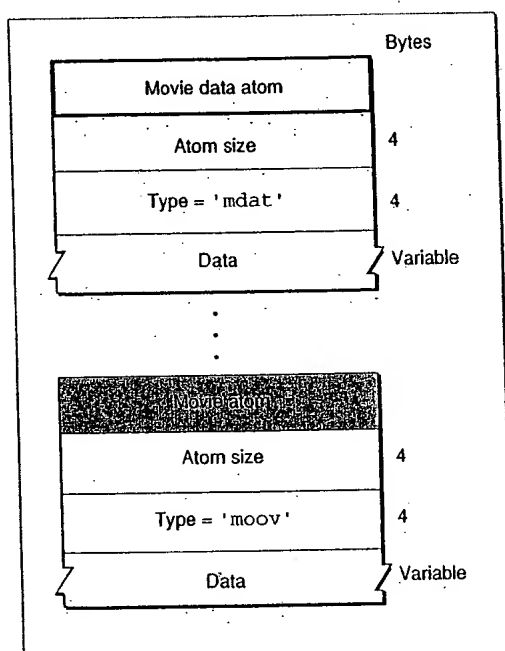 Bytes
Movie data atom
Atom size 4
Type = 'mdat' 4
Data Variable
Movie atom
Atom size 4
Type = 'moov' 4
Data Variable